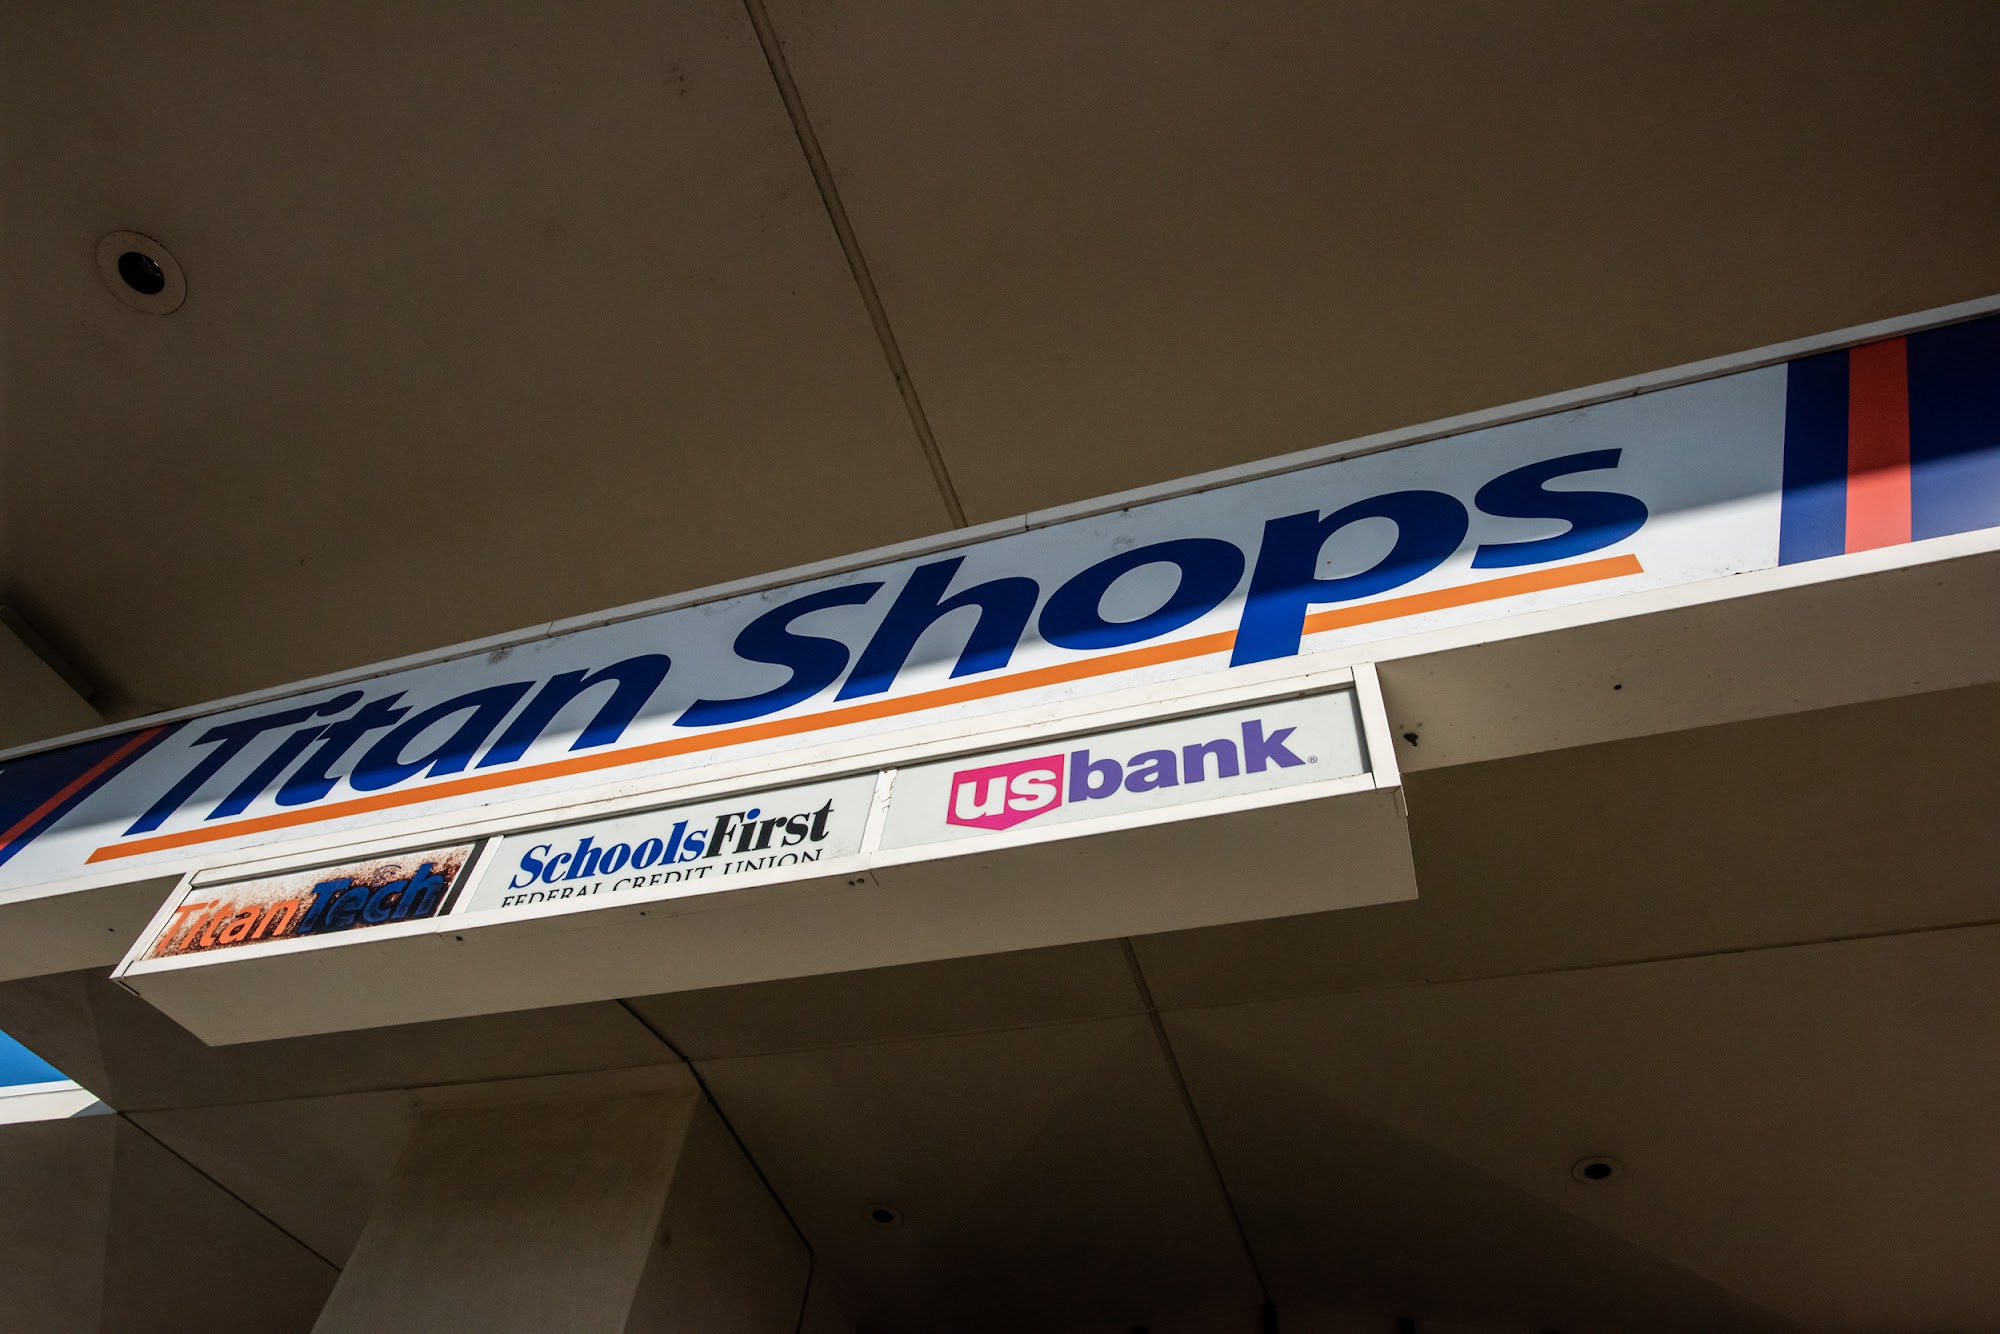 Titan Shops
TitanTech
SchoolsFirst
FEDERAL CREDIT UNION
usbank®